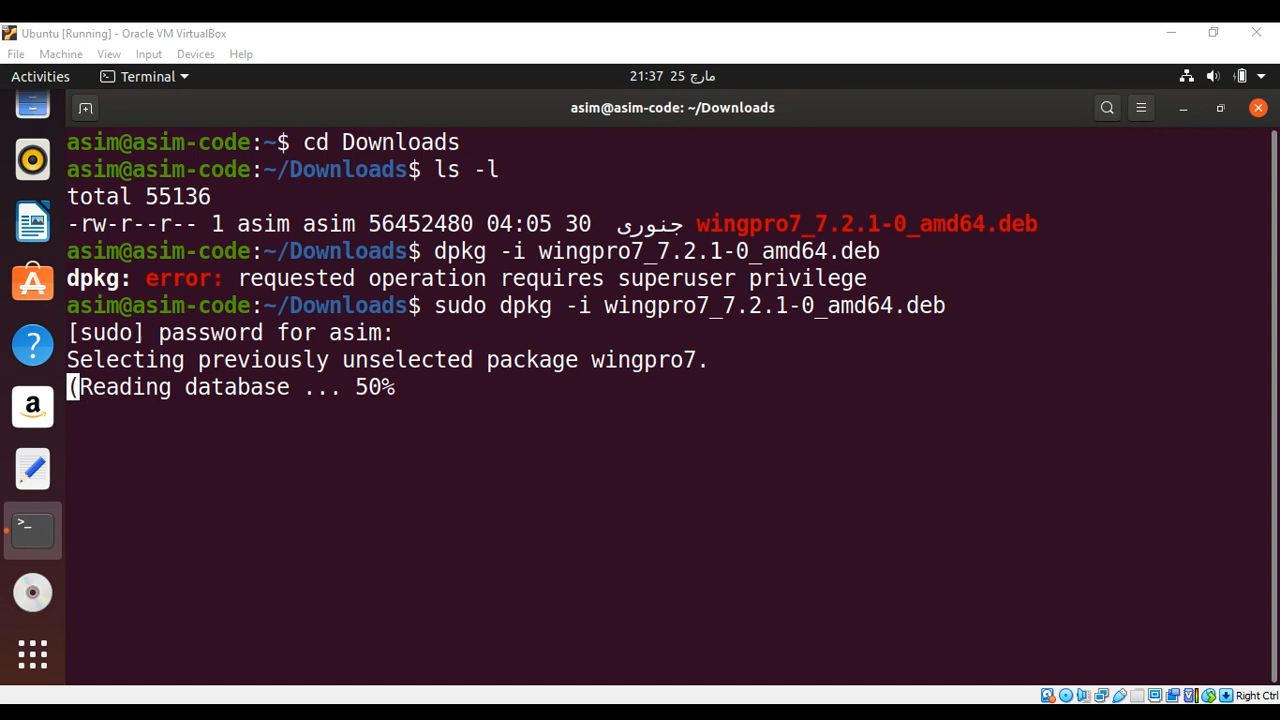 Ubuntu [Running] - Oracle VM VirtualBox
File Machine View Input Devices Help
Activities Terminal 21:37 25 مارچ
asim@asim-code: ~/Downloads
asim@asim-code:~$ cd Downloads
asim@asim-code:~/Downloads$ ls -l
total 55136
-rw-r--r-- 1 asim asim 56452480 04:05 30 جنوری wingpro7_7.2.1-0_amd64.deb
asim@asim-code:~/Downloads$ dpkg -i wingpro7_7.2.1-0_amd64.deb
dpkg: error: requested operation requires superuser privilege
asim@asim-code:~/Downloads$ sudo dpkg -i wingpro7_7.2.1-0_amd64.deb
[sudo] password for asim:
Selecting previously unselected package wingpro7.
(Reading database ... 50%
Right Ctrl